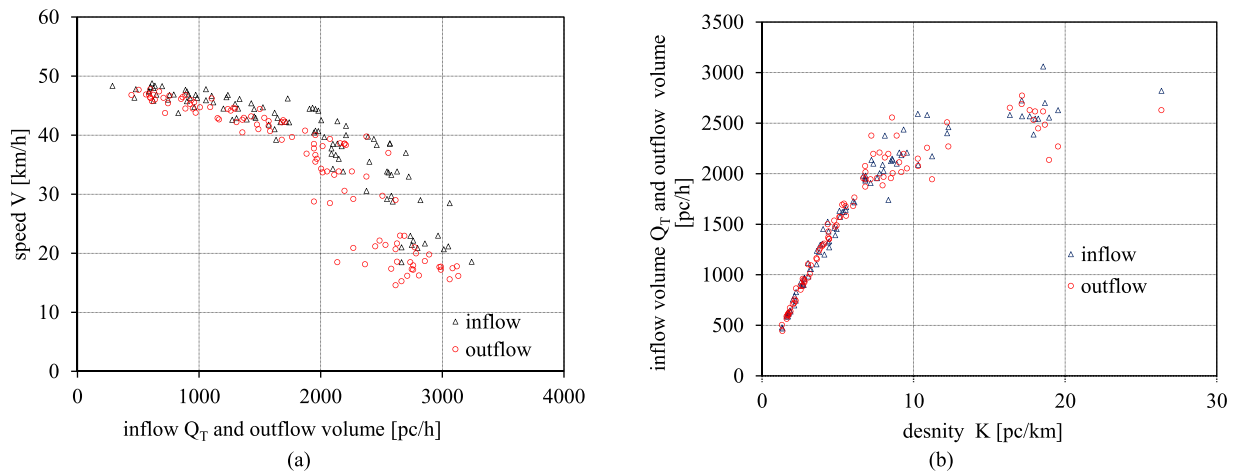 60
50
40
30
20
10
0
speed V [km/h]
inflow
outflow
0 1000 2000 3000 4000
inflow QT and outflow volume [pc/h]
(a)
3500
3000
2500
2000
1500
1000
500
0
inflow volume QT and outflow volume
[pc/h]
inflow
outflow
0 10 20 30
desnity K [pc/km]
(b)